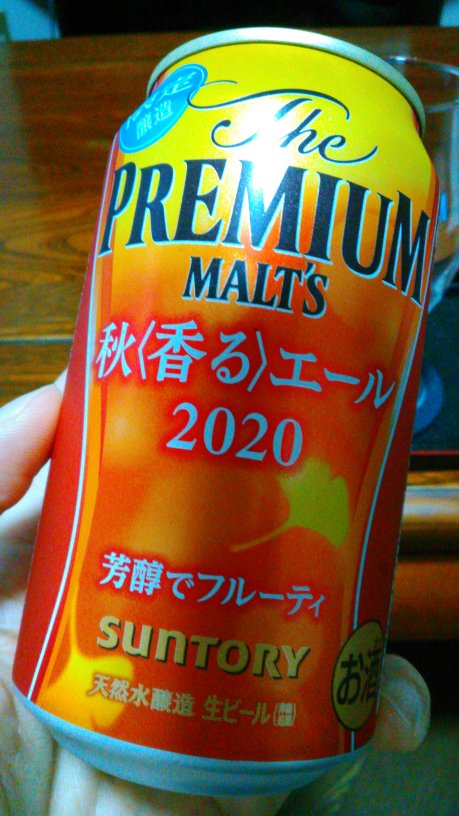 限定
醸造
The
PREMIUM
MALT'S
秋〈香る〉エール
2020
芳醇でフルーティ
SUNTORY
天然水醸造 生ビール
お酒